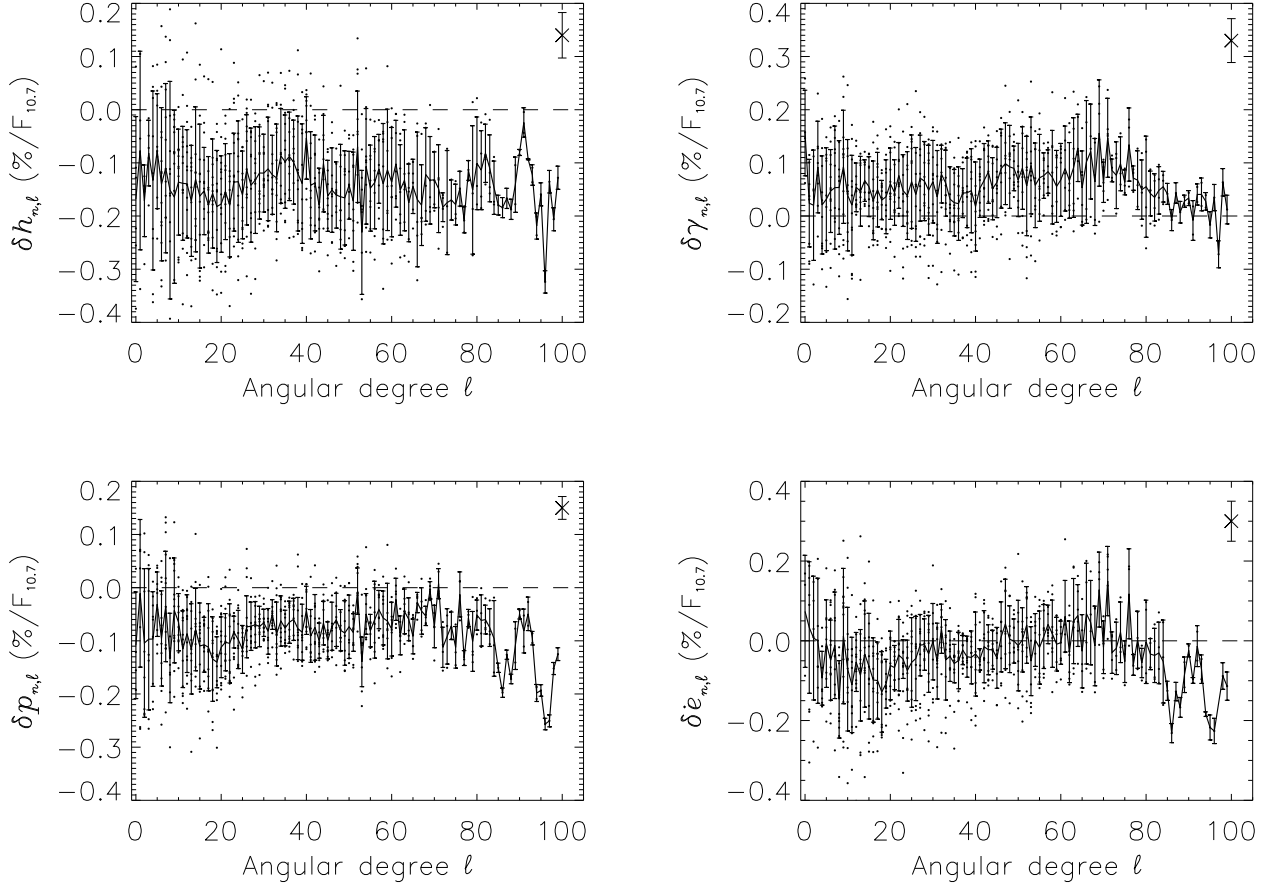 0.2
0.1
0.0
−0.1
−0.2
−0.3
−0.4
δh_{n,ℓ} (%/F_{10.7})
0 20 40 60 80 100
Angular degree ℓ
0.4
0.3
0.2
0.1
0.0
−0.1
−0.2
δγ_{n,ℓ} (%/F_{10.7})
0 20 40 60 80 100
Angular degree ℓ
0.2
0.1
0.0
−0.1
−0.2
−0.3
−0.4
δp_{n,ℓ} (%/F_{10.7})
0 20 40 60 80 100
Angular degree ℓ
0.4
0.2
0.0
−0.2
−0.4
δė_{n,ℓ} (%/F_{10.7})
0 20 40 60 80 100
Angular degree ℓ